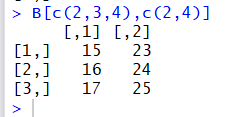 > B[c(2,3,4),c(2,4)]
     [,1] [,2]
[1,]   15   23
[2,]   16   24
[3,]   17   25
>